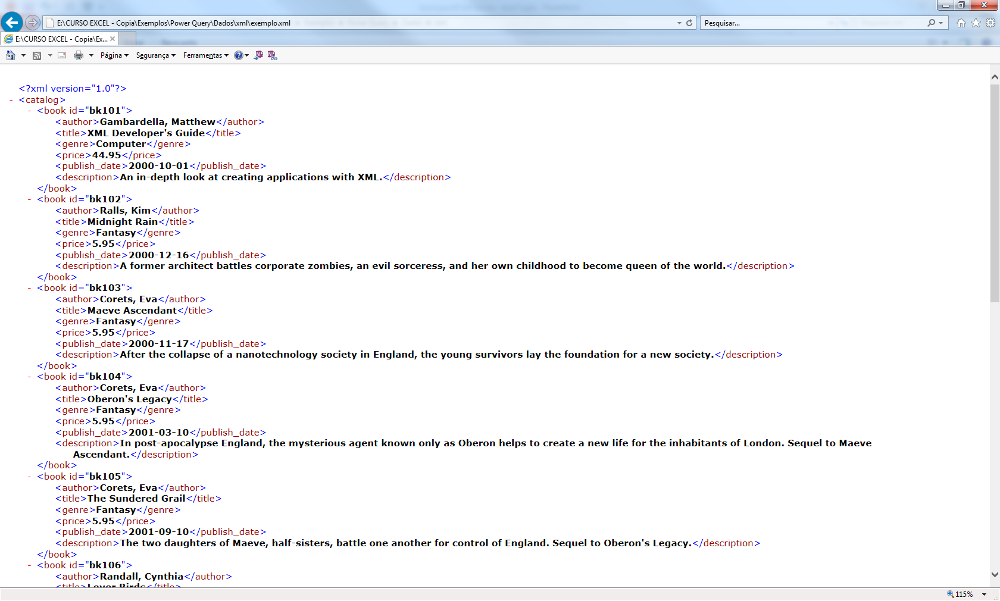 E:\CURSO EXCEL - Copia\Exemplos\Power Query\Dados\xml\exemplo.xml
Pesquisar...
E:\CURSO EXCEL - Copia\Ex...
Página
Segurança
Ferramentas
<?xml version="1.0"?>
- <catalog>
- <book id="bk101">
<author>Gambardella, Matthew</author>
<title>XML Developer's Guide</title>
<genre>Computer</genre>
<price>44.95</price>
<publish_date>2000-10-01</publish_date>
<description>An in-depth look at creating applications with XML.</description>
</book>
- <book id="bk102">
<author>Ralls, Kim</author>
<title>Midnight Rain</title>
<genre>Fantasy</genre>
<price>5.95</price>
<publish_date>2000-12-16</publish_date>
<description>A former architect battles corporate zombies, an evil sorceress, and her own childhood to become queen of the world.</description>
</book>
- <book id="bk103">
<author>Corets, Eva</author>
<title>Maeve Ascendant</title>
<genre>Fantasy</genre>
<price>5.95</price>
<publish_date>2000-11-17</publish_date>
<description>After the collapse of a nanotechnology society in England, the young survivors lay the foundation for a new society.</description>
</book>
- <book id="bk104">
<author>Corets, Eva</author>
<title>Oberon's Legacy</title>
<genre>Fantasy</genre>
<price>5.95</price>
<publish_date>2001-03-10</publish_date>
<description>In post-apocalypse England, the mysterious agent known only as Oberon helps to create a new life for the inhabitants of London. Sequel to Maeve
Ascendant.</description>
</book>
- <book id="bk105">
<author>Corets, Eva</author>
<title>The Sundered Grail</title>
<genre>Fantasy</genre>
<price>5.95</price>
<publish_date>2001-09-10</publish_date>
<description>The two daughters of Maeve, half-sisters, battle one another for control of England. Sequel to Oberon's Legacy.</description>
</book>
- <book id="bk106">
<author>Randall, Cynthia</author>
<title>Lover Birds</title>
115%